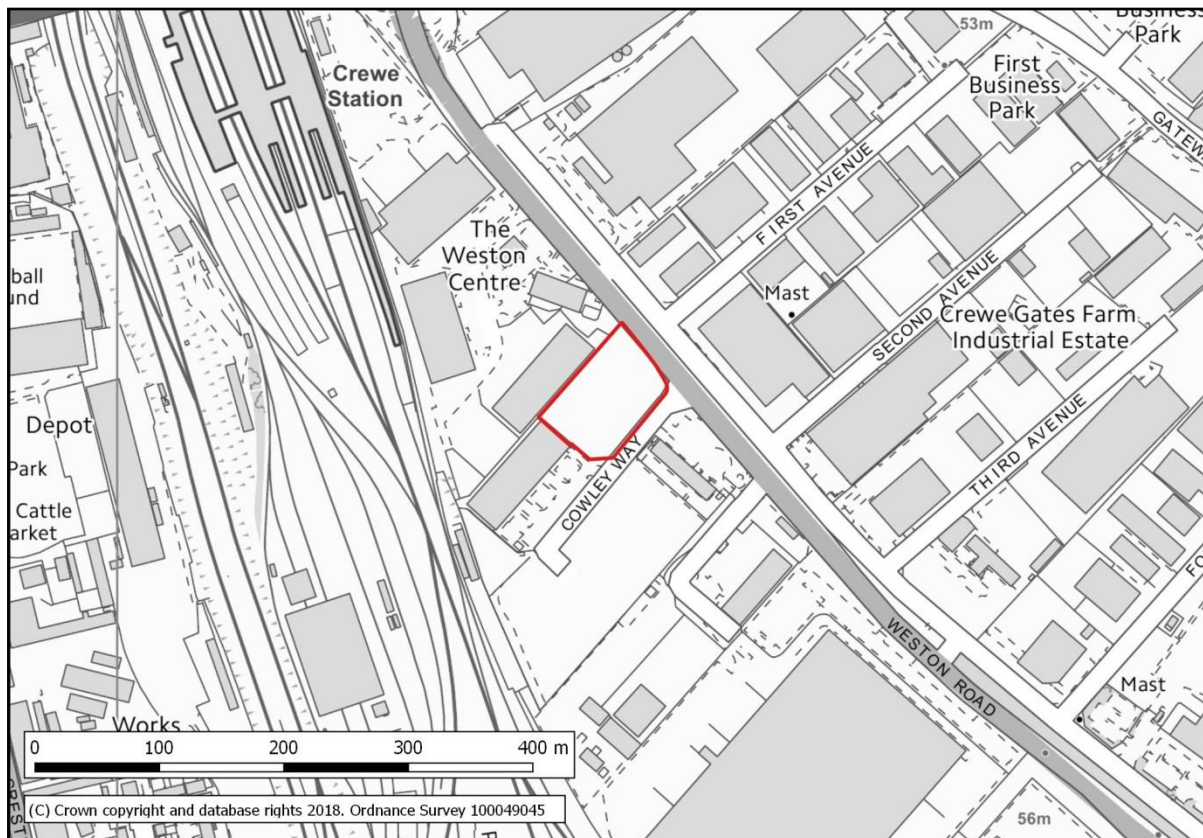 53m
Business
Park
First
Business
Park
GATEW
Crewe
Station
FIRST AVENUE
The
Weston
Centre
Mast
SECOND AVENUE
Crewe Gates Farm
Industrial Estate
ball
und
THIRD AVENUE
Depot
Park
Cattle
arket
COWLEY WAY
FO
WESTON ROAD
Mast
Works
0 100 200 300 400 m
CREST
(C) Crown copyright and database rights 2018. Ordnance Survey 100049045
56m